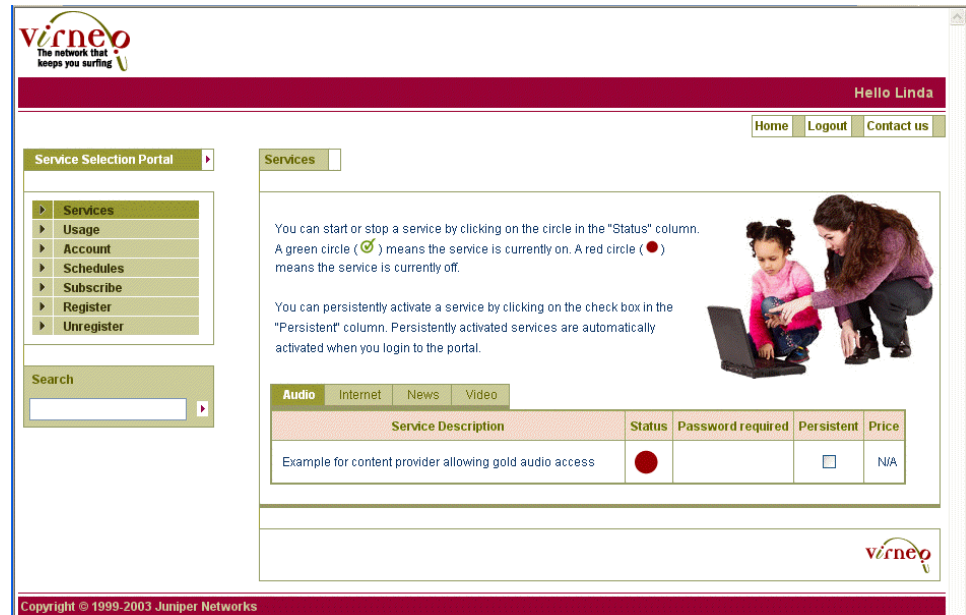 virneo
The network that
keeps you surfing
Hello Linda
Home
Logout
Contact us
Service Selection Portal
Services
Usage
Account
Schedules
Subscribe
Register
Unregister
Search
Services
You can start or stop a service by clicking on the circle in the "Status" column.
A green circle ( ) means the service is currently on. A red circle ( )
means the service is currently off.
You can persistently activate a service by clicking on the check box in the
"Persistent" column. Persistently activated services are automatically
activated when you login to the portal.
Audio
Internet
News
Video
Service Description
Status
Password required
Persistent
Price
Example for content provider allowing gold audio access
N/A
virneo
Copyright © 1999-2003 Juniper Networks